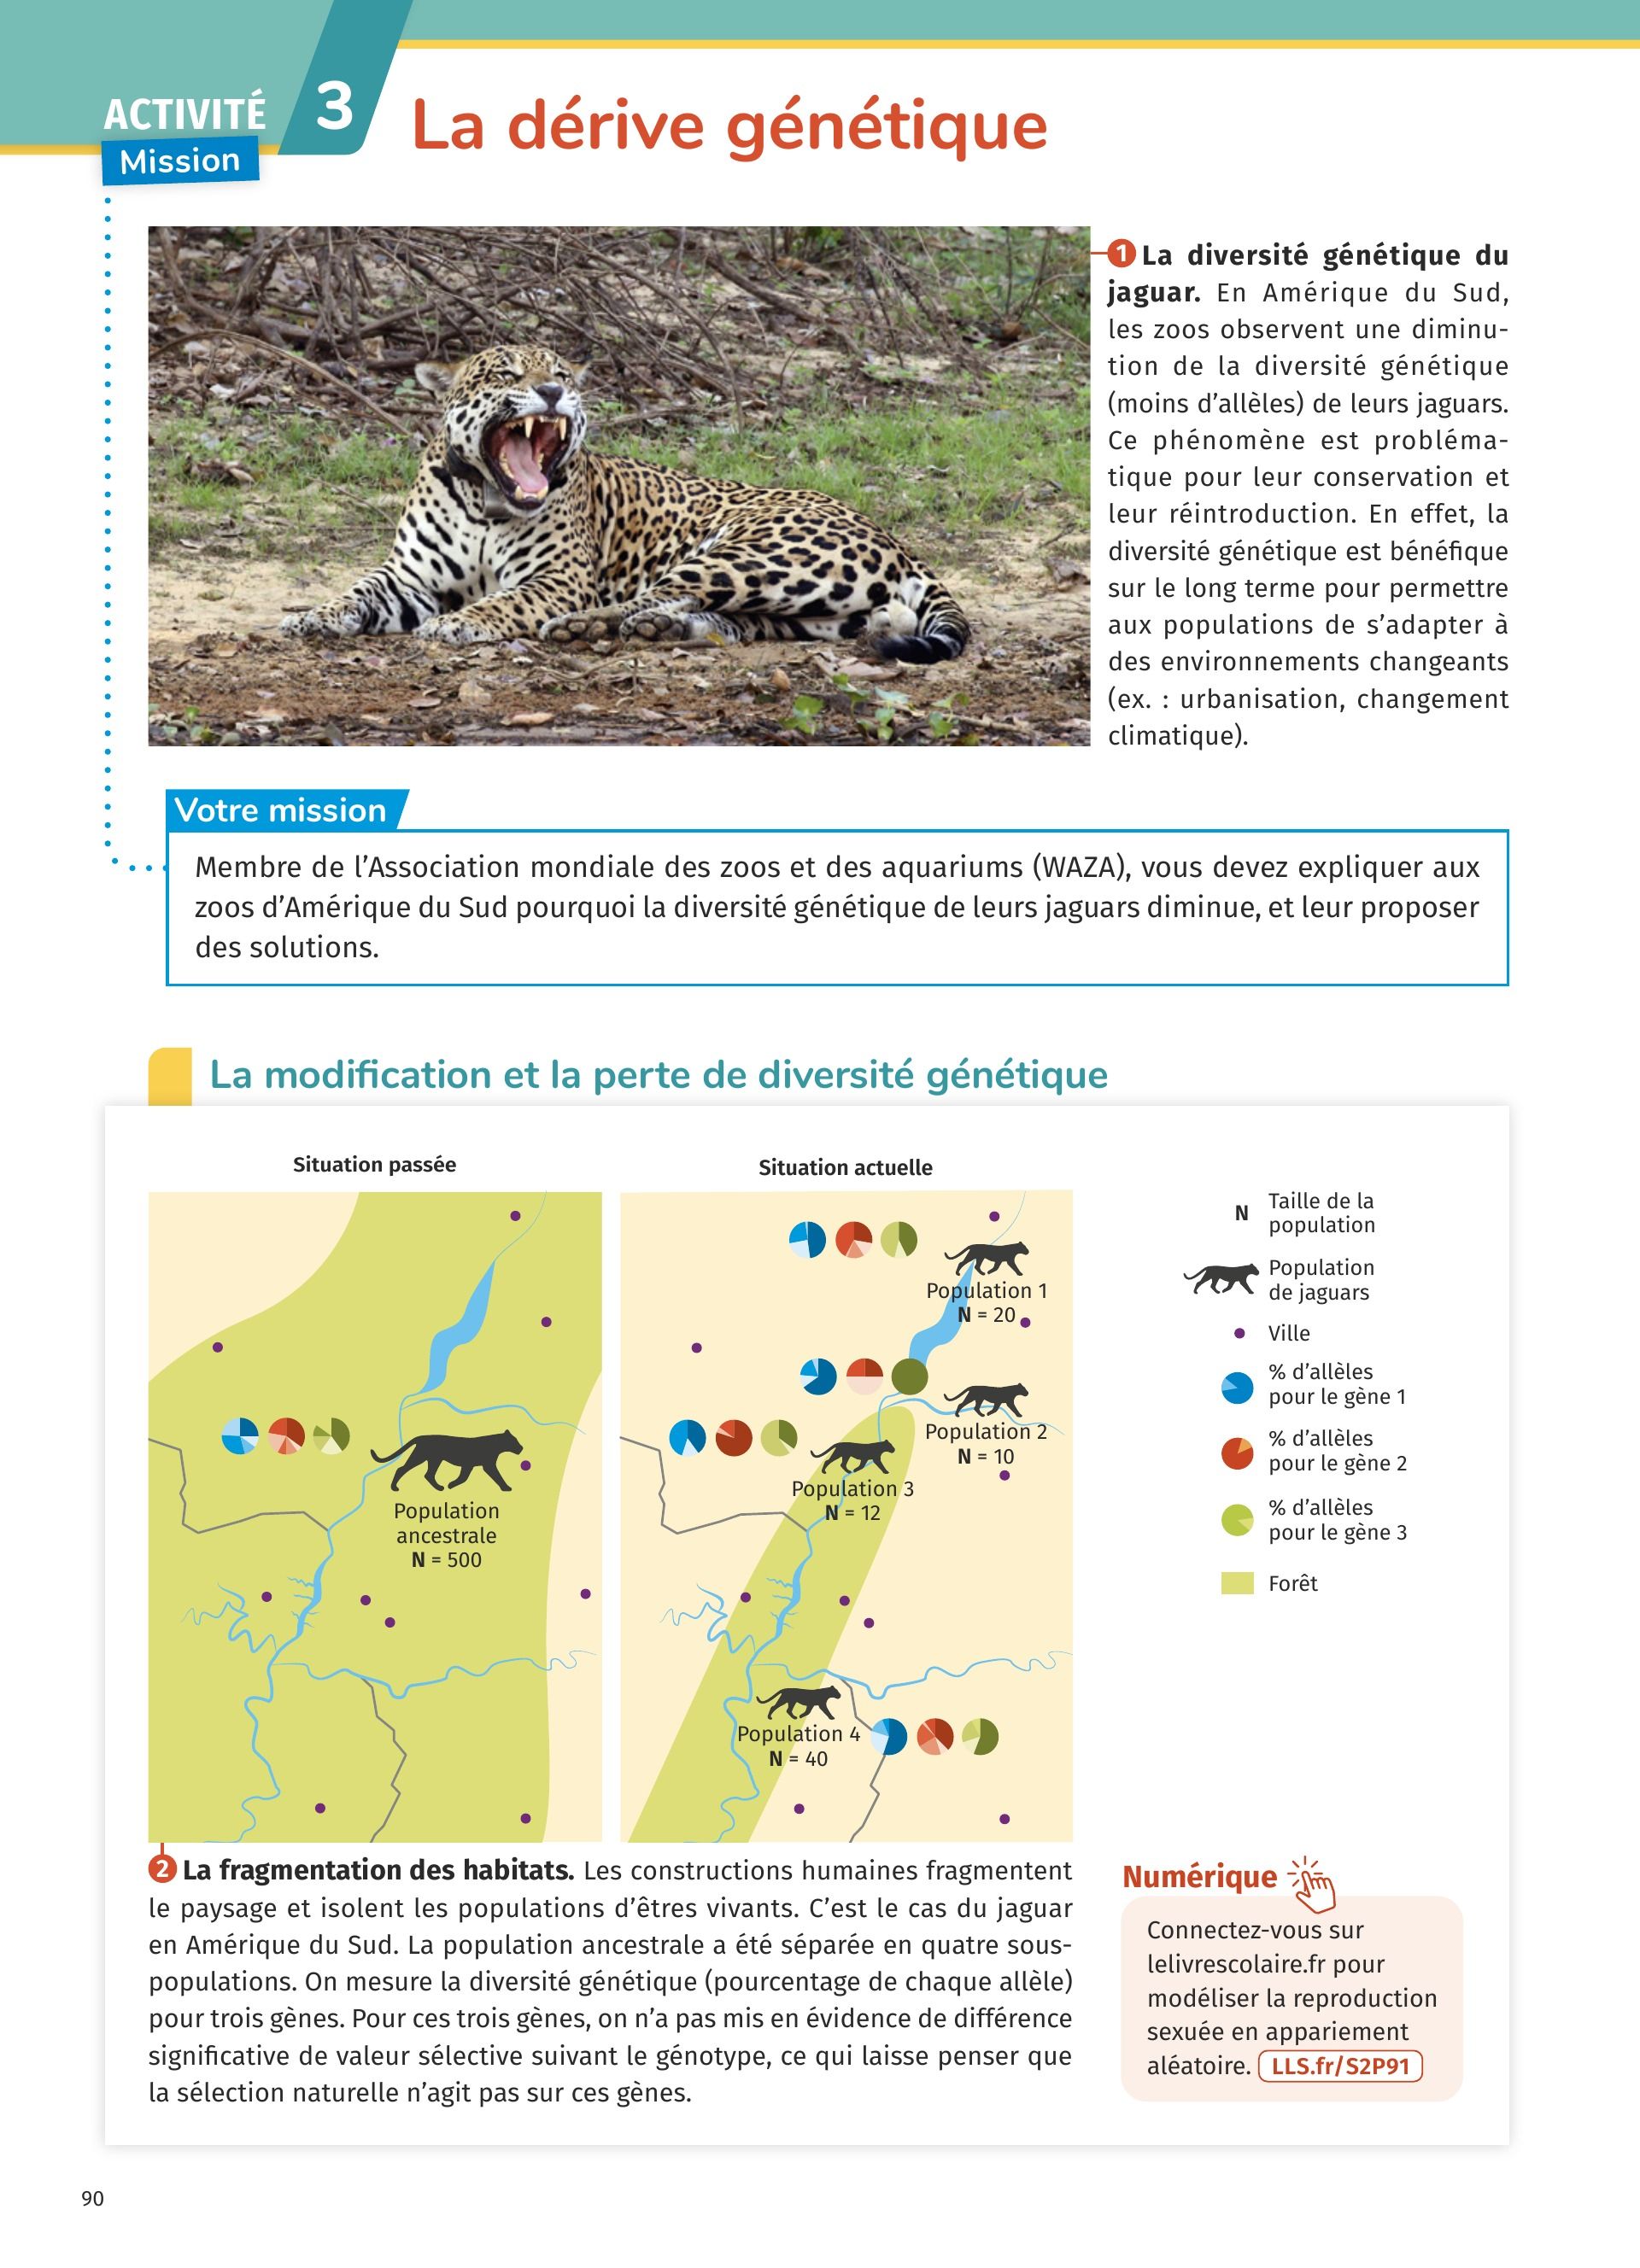 ACTIVITÉ 3 La dérive génétique
Mission
1 La diversité génétique du
jaguar. En Amérique du Sud,
les zoos observent une diminu-
tion de la diversité génétique
(moins d'allèles) de leurs jaguars.
Ce phénomène est probléma-
tique pour leur conservation et
leur réintroduction. En effet, la
diversité génétique est bénéfique
sur le long terme pour permettre
aux populations de s'adapter à
des environnements changeants
(ex. : urbanisation, changement
climatique).
Votre mission
Membre de l'Association mondiale des zoos et des aquariums (WAZA), vous devez expliquer aux
zoos d'Amérique du Sud pourquoi la diversité génétique de leurs jaguars diminue, et leur proposer
des solutions.
La modification et la perte de diversité génétique
Situation passée
Population
ancestrale
N = 500
Situation actuelle
Population 1
N = 20
Population 2
N = 10
Population 3
N = 12
Population 4
N = 40
N Taille de la
population
Population
de jaguars
Ville
% d'allèles
pour le gène 1
% d'allèles
pour le gène 2
% d'allèles
pour le gène 3
Forêt
2 La fragmentation des habitats. Les constructions humaines fragmentent
le paysage et isolent les populations d'êtres vivants. C'est le cas du jaguar
en Amérique du Sud. La population ancestrale a été séparée en quatre sous-
populations. On mesure la diversité génétique (pourcentage de chaque allèle)
pour trois gènes. Pour ces trois gènes, on n'a pas mis en évidence de différence
significative de valeur sélective suivant le génotype, ce qui laisse penser que
la sélection naturelle n'agit pas sur ces gènes.
Numérique
Connectez-vous sur
lelivrescolaire.fr pour
modéliser la reproduction
sexuée en appariement
aléatoire. LLS.fr/S2P91
90